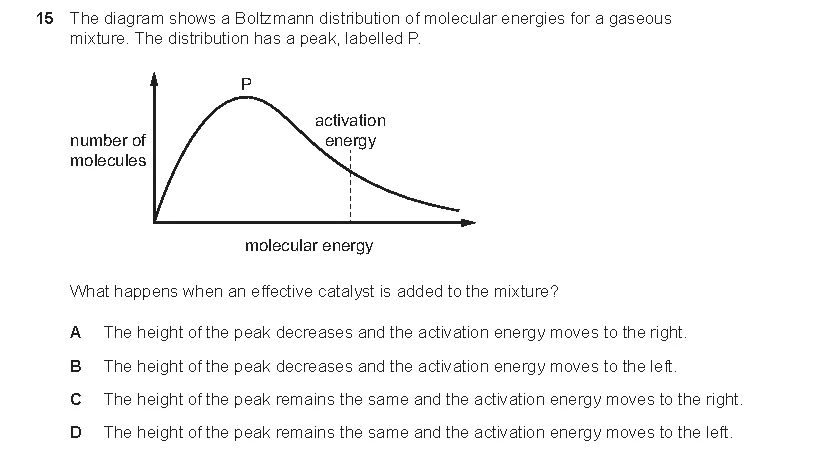 15 The diagram shows a Boltzmann distribution of molecular energies for a gaseous
mixture. The distribution has a peak, labelled P.
P
activation
energy
number of
molecules
molecular energy
What happens when an effective catalyst is added to the mixture?
A The height of the peak decreases and the activation energy moves to the right.
B The height of the peak decreases and the activation energy moves to the left.
C The height of the peak remains the same and the activation energy moves to the right.
D The height of the peak remains the same and the activation energy moves to the left.